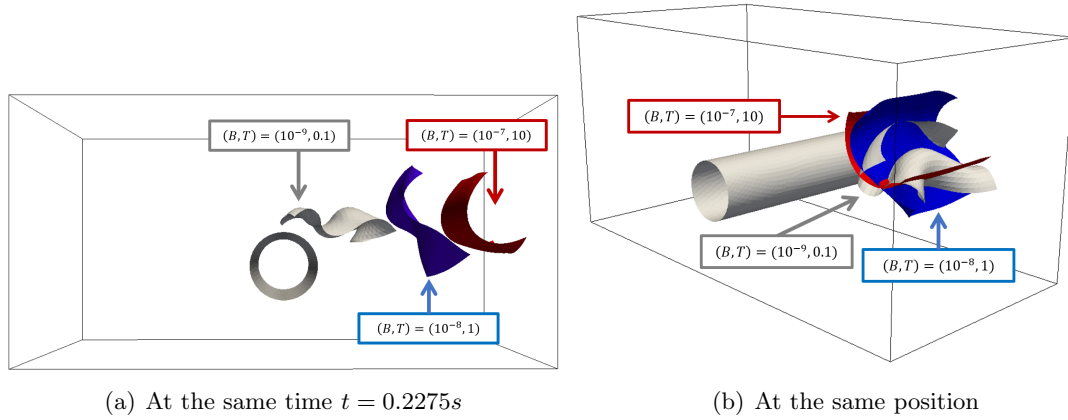 (B, T) = (10⁻⁹, 0.1)
(B, T) = (10⁻⁷, 10)
(B, T) = (10⁻⁸, 1)
(a) At the same time t = 0.2275s
(B, T) = (10⁻⁷, 10)
(B, T) = (10⁻⁹, 0.1)
(B, T) = (10⁻⁸, 1)
(b) At the same position